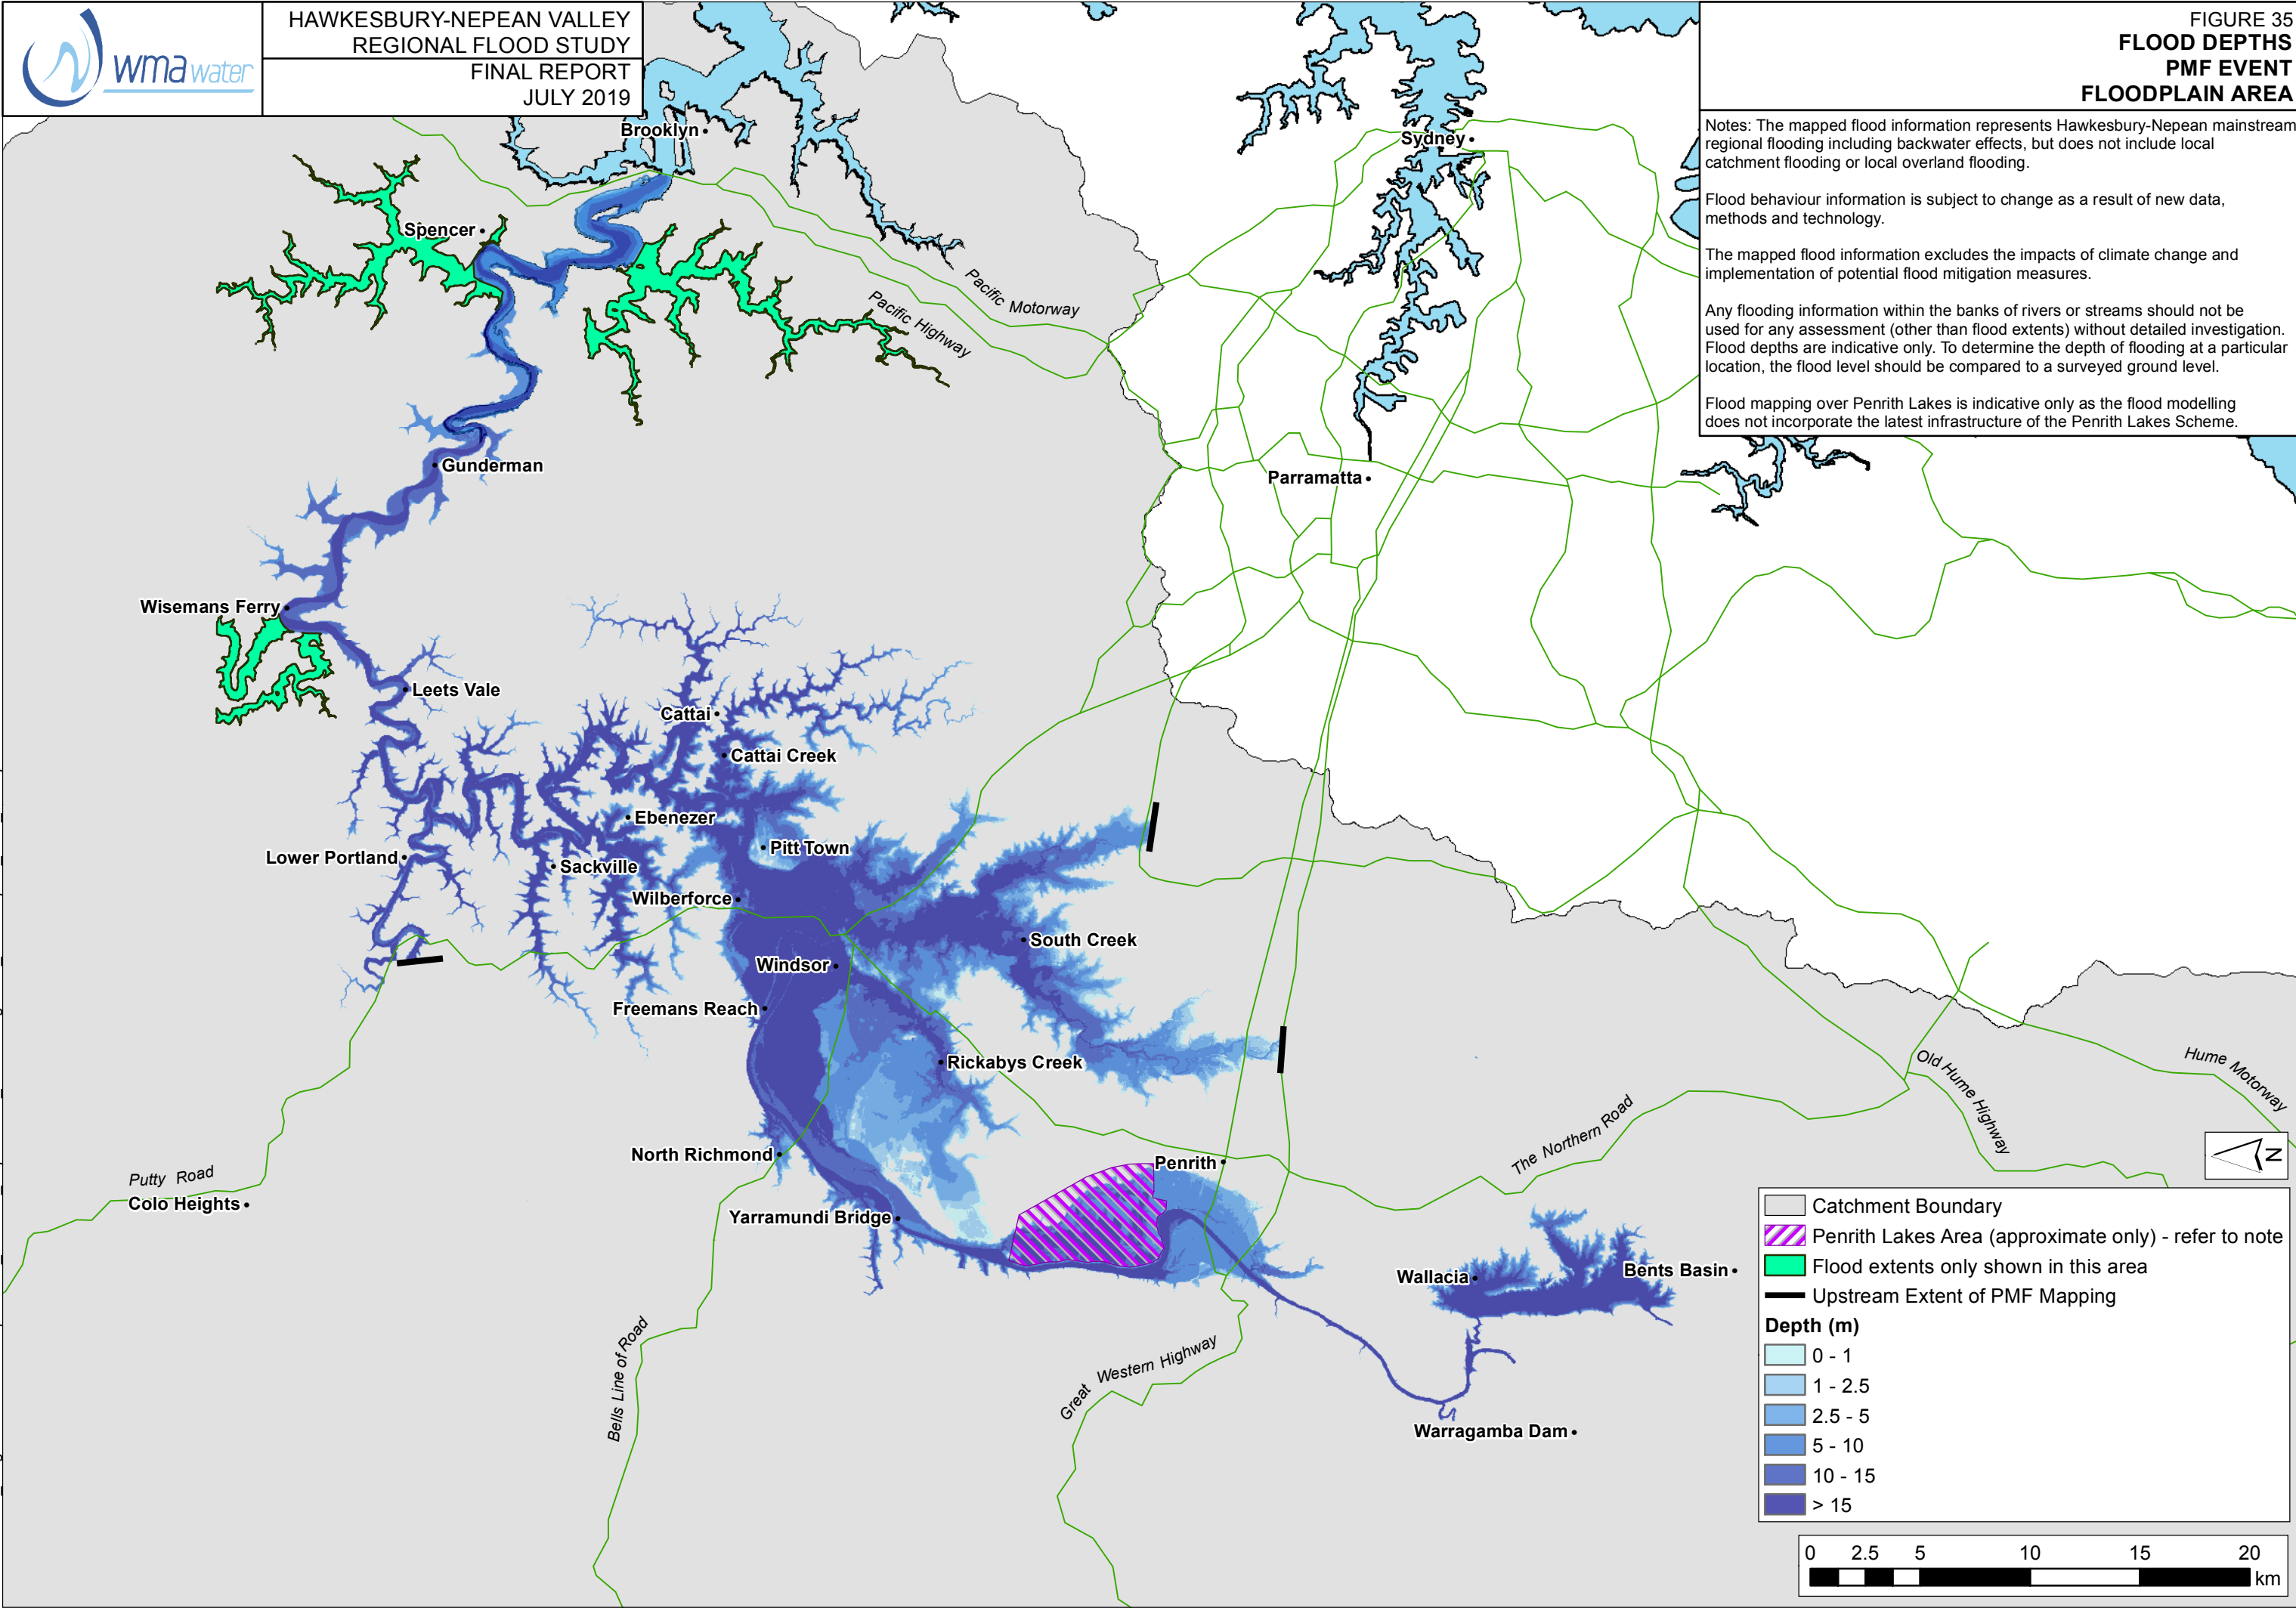 wmawater
HAWKESBURY-NEPEAN VALLEY
REGIONAL FLOOD STUDY
FINAL REPORT
JULY 2019
FIGURE 35
FLOOD DEPTHS
PMF EVENT
FLOODPLAIN AREA
Notes: The mapped flood information represents Hawkesbury-Nepean mainstream
regional flooding including backwater effects, but does not include local
catchment flooding or local overland flooding.
Flood behaviour information is subject to change as a result of new data,
methods and technology.
The mapped flood information excludes the impacts of climate change and
implementation of potential flood mitigation measures.
Any flooding information within the banks of rivers or streams should not be
used for any assessment (other than flood extents) without detailed investigation.
Flood depths are indicative only. To determine the depth of flooding at a particular
location, the flood level should be compared to a surveyed ground level.
Flood mapping over Penrith Lakes is indicative only as the flood modelling
does not incorporate the latest infrastructure of the Penrith Lakes Scheme.
Brooklyn
Sydney
Spencer
Pacific Motorway
Pacific Highway
Gunderman
Parramatta
Wisemans Ferry
Leets Vale
Cattai
Cattai Creek
Ebenezer
Pitt Town
Lower Portland
Sackville
Wilberforce
South Creek
Windsor
Freemans Reach
Rickabys Creek
Old Hume Highway
Hume Motorway
The Northern Road
North Richmond
Penrith
Putty Road
Colo Heights
Yarramundi Bridge
Wallacia
Bents Basin
Bells Line of Road
Great Western Highway
Warragamba Dam
N
Catchment Boundary
Penrith Lakes Area (approximate only) - refer to note
Flood extents only shown in this area
Upstream Extent of PMF Mapping
Depth (m)
0 - 1
1 - 2.5
2.5 - 5
5 - 10
10 - 15
> 15
0 2.5 5 10 15 20
km